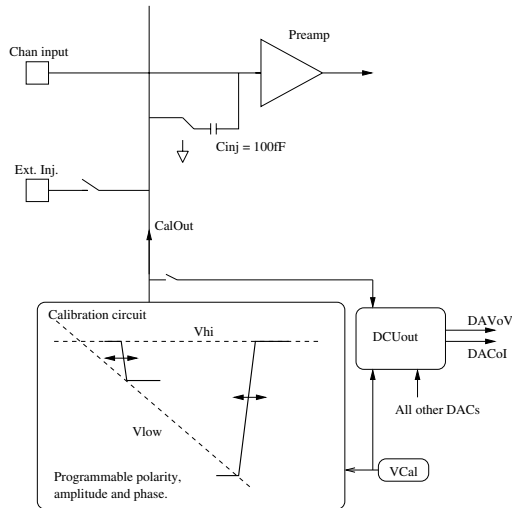 Preamp
Chan input
Cinj = 100fF
Ext. Inj.
CalOut
Calibration circuit
Vhi
DCUout
DAVoV
DACoI
All other DACs
Vlow
Programmable polarity,
amplitude and phase.
VCal